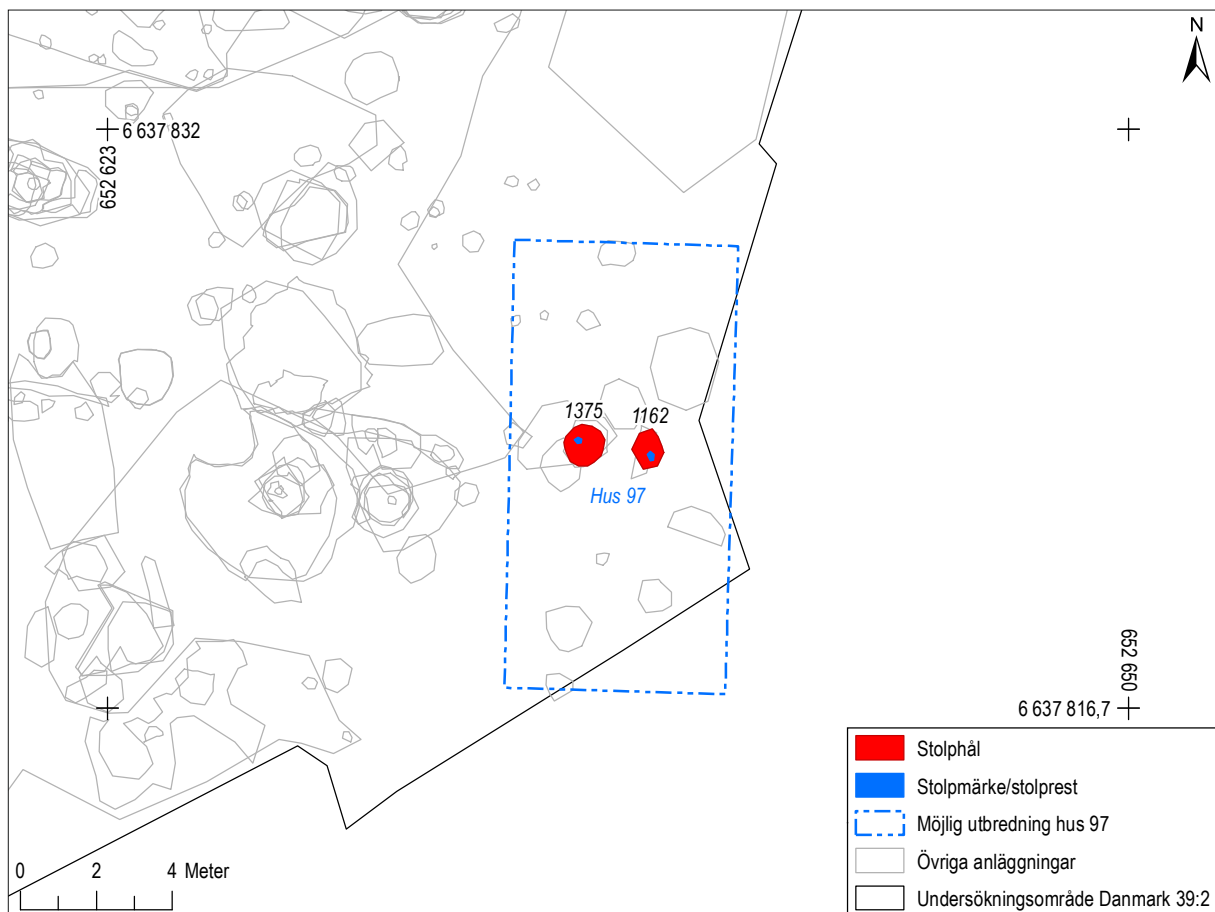 N
6 637 832
652 623
1375
1162
Hus 97
652 650
6 637 816,7
0 2 4 Meter
Stolphål
Stolpmärke/stolprest
Möjlig utbredning hus 97
Övriga anläggningar
Undersökningsområde Danmark 39:2